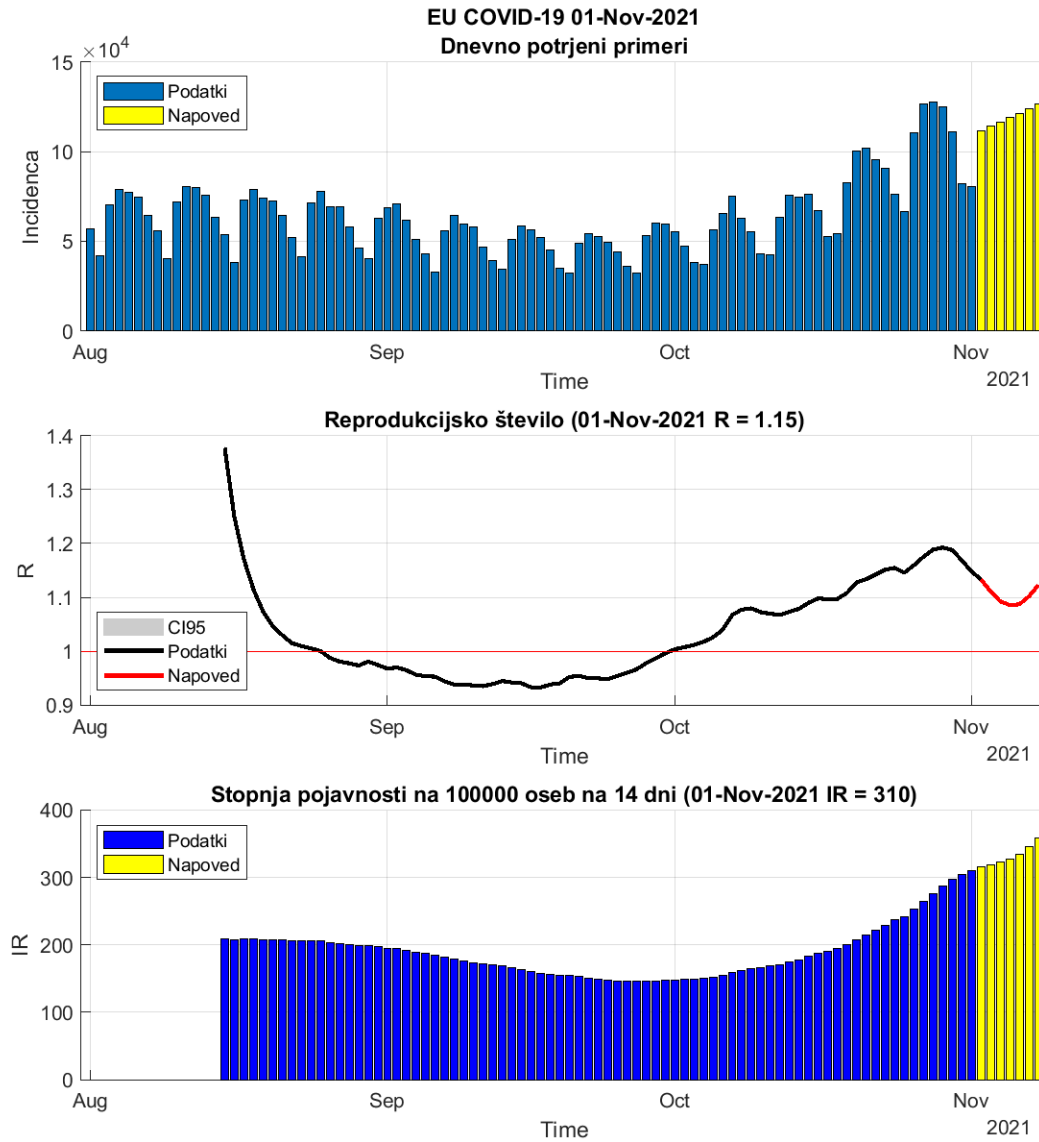 EU COVID-19 01-Nov-2021
Dnevno potrjeni primeri
×10⁴
15
10
5
0
Incidenca
Podatki
Napoved
Aug
Sep
Oct
Nov
Time
2021
Reprodukcijsko število (01-Nov-2021 R = 1.15)
1.4
1.3
1.2
1.1
1
0.9
R
CI95
Podatki
Napoved
Aug
Sep
Oct
Nov
Time
2021
Stopnja pojavnosti na 100000 oseb na 14 dni (01-Nov-2021 IR = 310)
400
300
200
100
0
IR
Podatki
Napoved
Aug
Sep
Oct
Nov
Time
2021